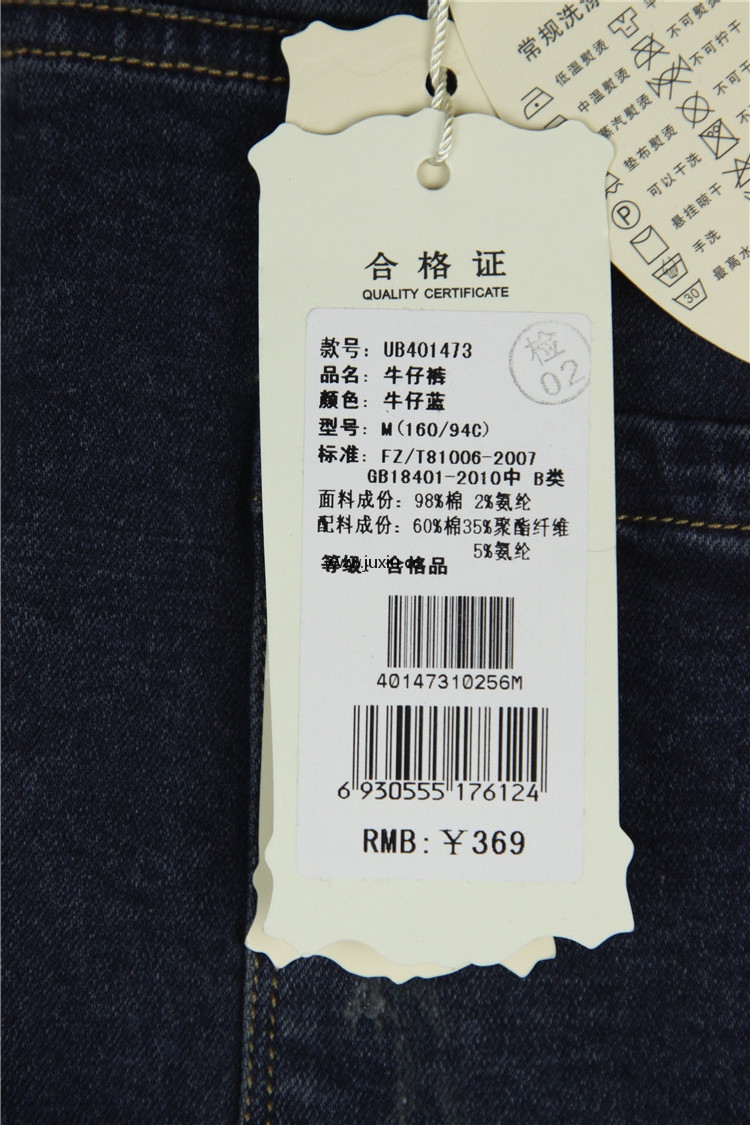 常规洗涤
低温熨烫
中温熨烫
蒸汽熨烫
垫布熨烫
可以干洗
悬挂晾干
手洗
30
最高水
不可熨
不可拧干
不可干
P
合格证
QUALITY CERTIFICATE
检
02
款号: UB401473
品名: 牛仔裤
颜色: 牛仔蓝
型号: M(160/94C)
标准: FZ/T81006-2007
GB18401-2010中 B类
面料成份: 98%棉 2%氨纶
配料成份: 60%棉35%聚酯纤维
5%氨纶
等级: 合格品
40147310256M
6 930555 176124
RMB: ￥369